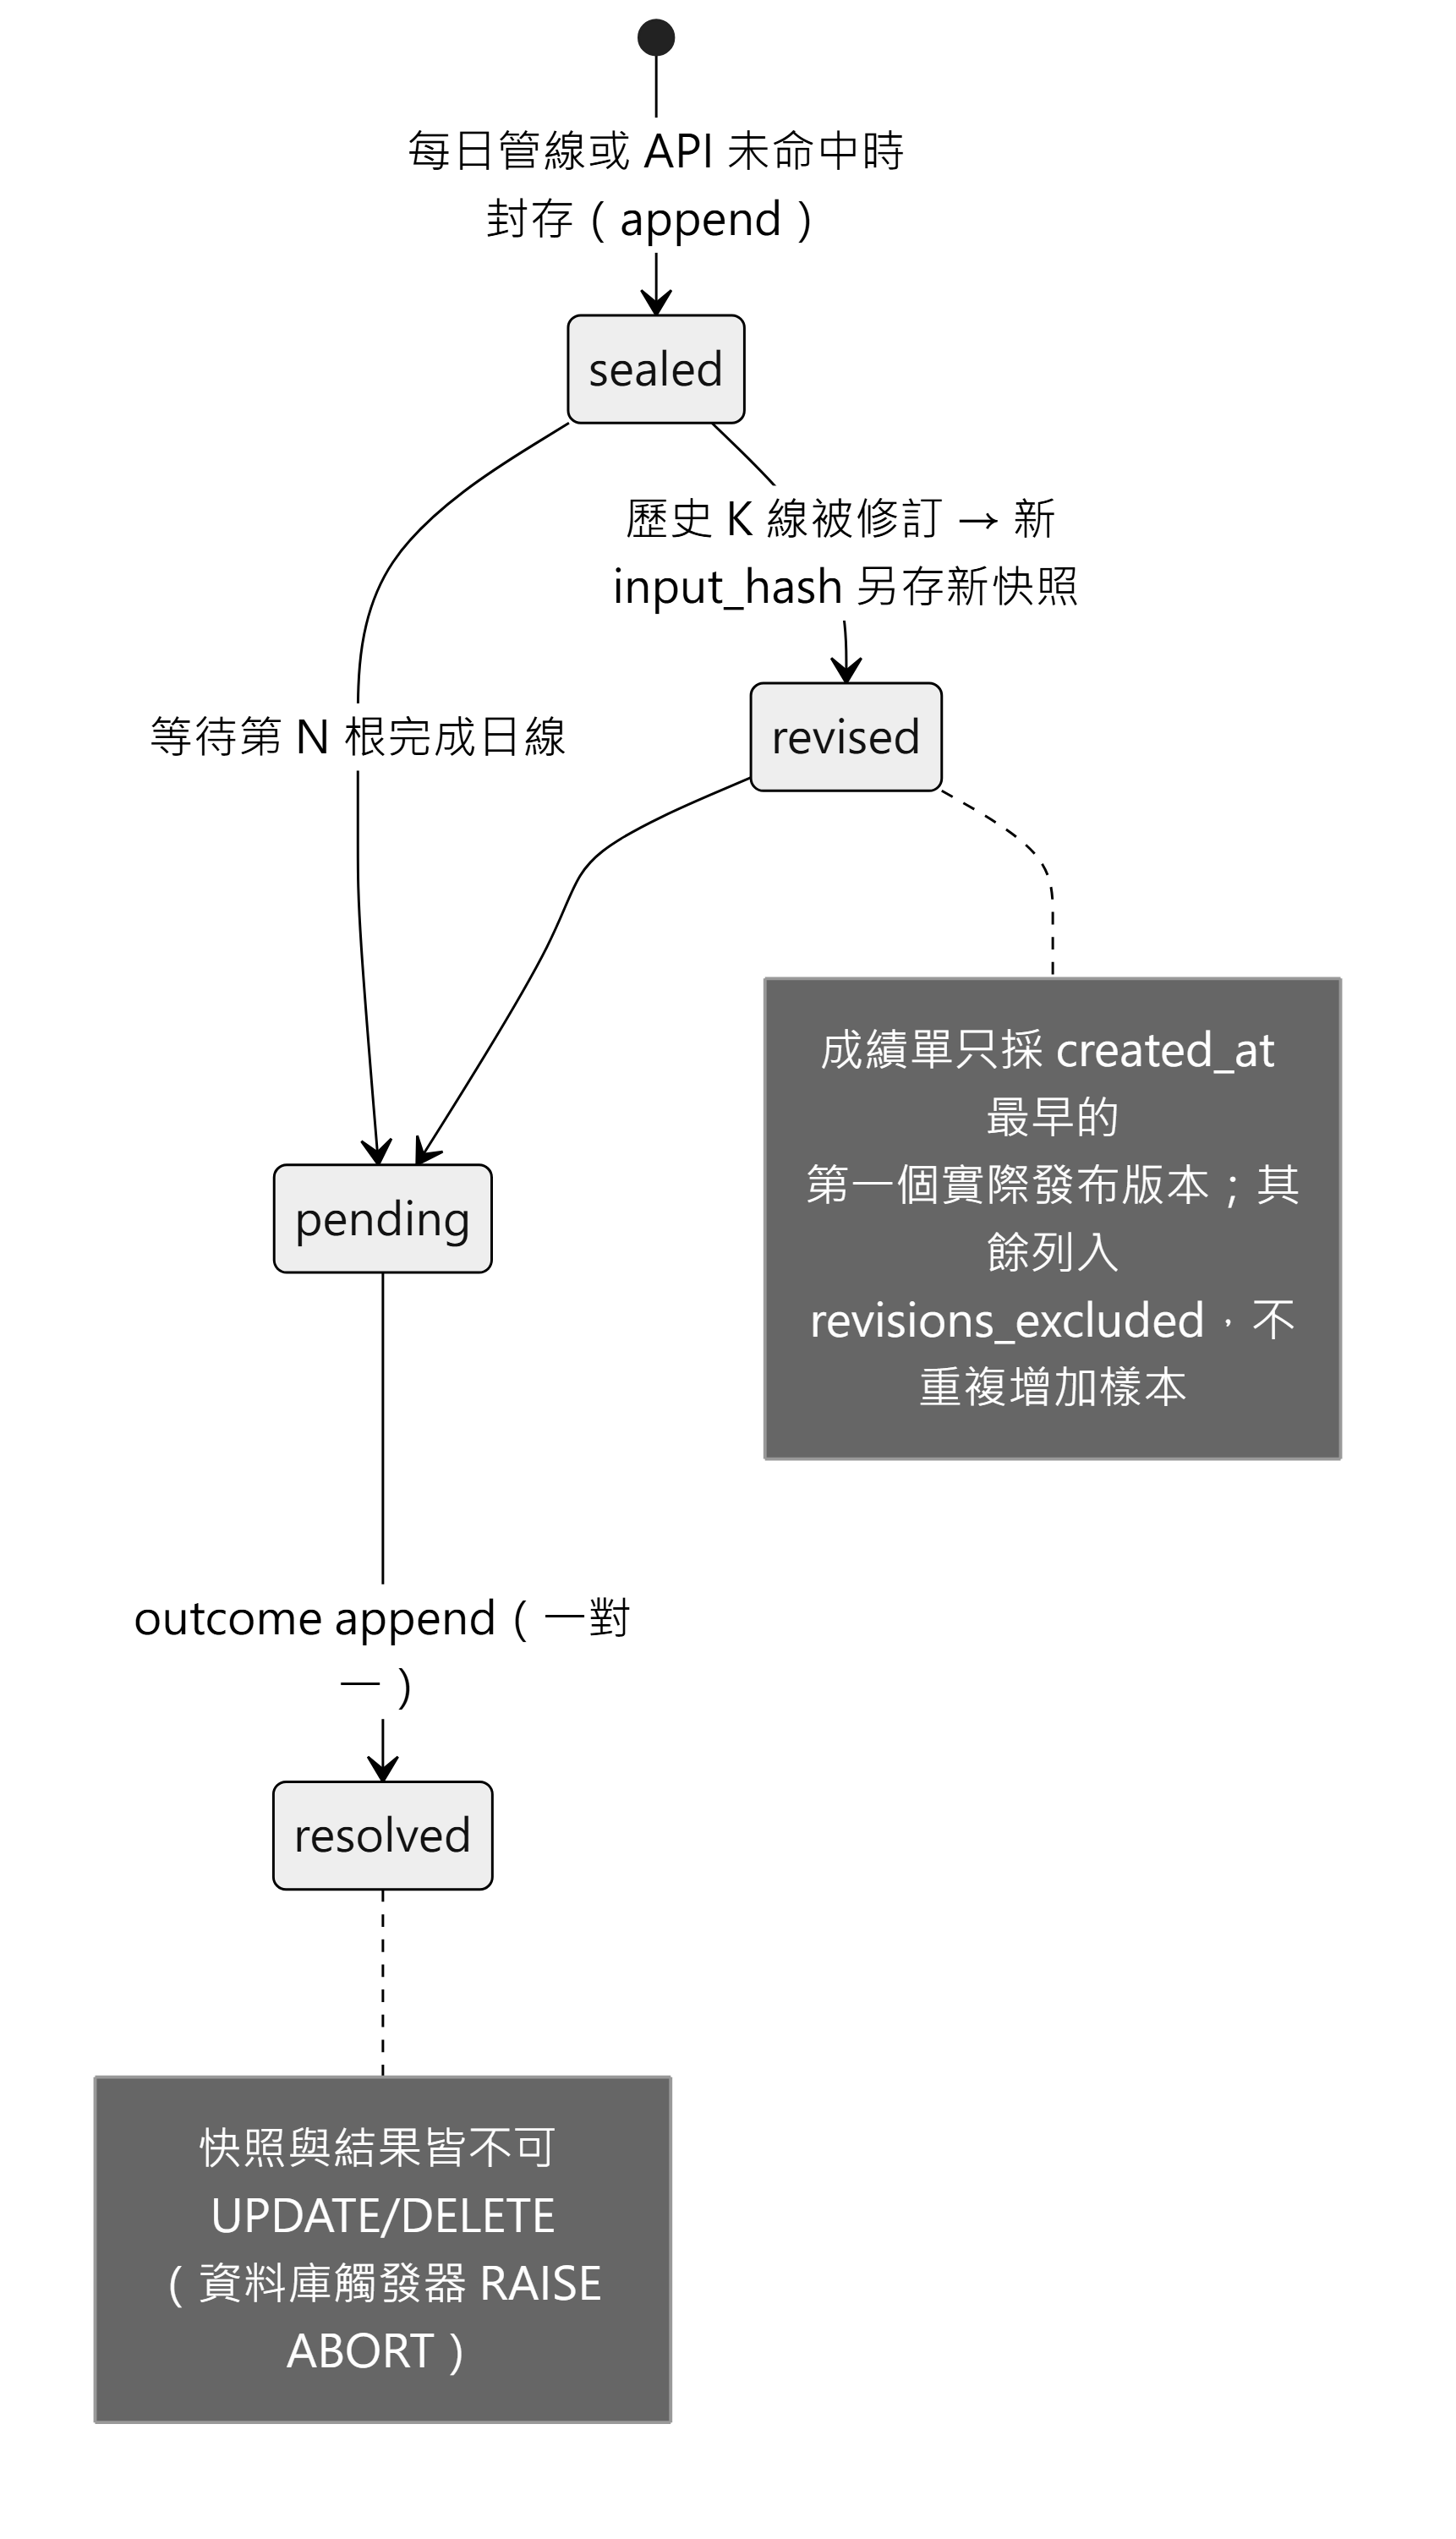 每日管線或 API 未命中時
封存（append）
sealed
歷史 K 線被修訂 → 新
input_hash 另存新快照
revised
等待第 N 根完成日線
成績單只採 created_at
最早的
第一個實際發布版本；其
餘列入
revisions_excluded，不
重複增加樣本
pending
outcome append（一對
一）
resolved
快照與結果皆不可
UPDATE/DELETE
（資料庫觸發器 RAISE
ABORT）